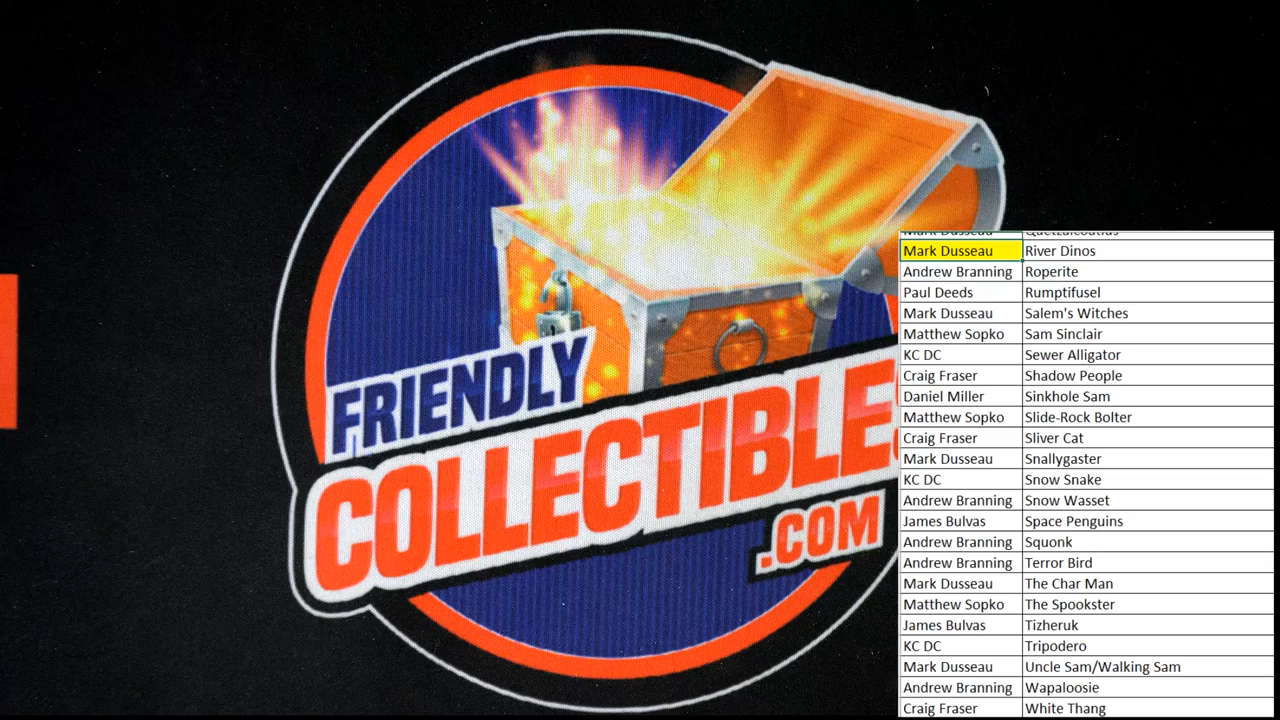 FRIENDLY
COLLECTIBLE
.COM
Mark Dusseau River Dinos
Andrew Branning Roperite
Paul Deeds Rumptifusel
Mark Dusseau Salem's Witches
Matthew Sopko Sam Sinclair
KC DC Sewer Alligator
Craig Fraser Shadow People
Daniel Miller Sinkhole Sam
Matthew Sopko Slide-Rock Bolter
Craig Fraser Sliver Cat
Mark Dusseau Snallygaster
KC DC Snow Snake
Andrew Branning Snow Wasset
James Bulvas Space Penguins
Andrew Branning Squonk
Andrew Branning Terror Bird
Mark Dusseau The Char Man
Matthew Sopko The Spookster
James Bulvas Tizheruk
KC DC Tripodero
Mark Dusseau Uncle Sam/Walking Sam
Andrew Branning Wapaloosie
Craig Fraser White Thang